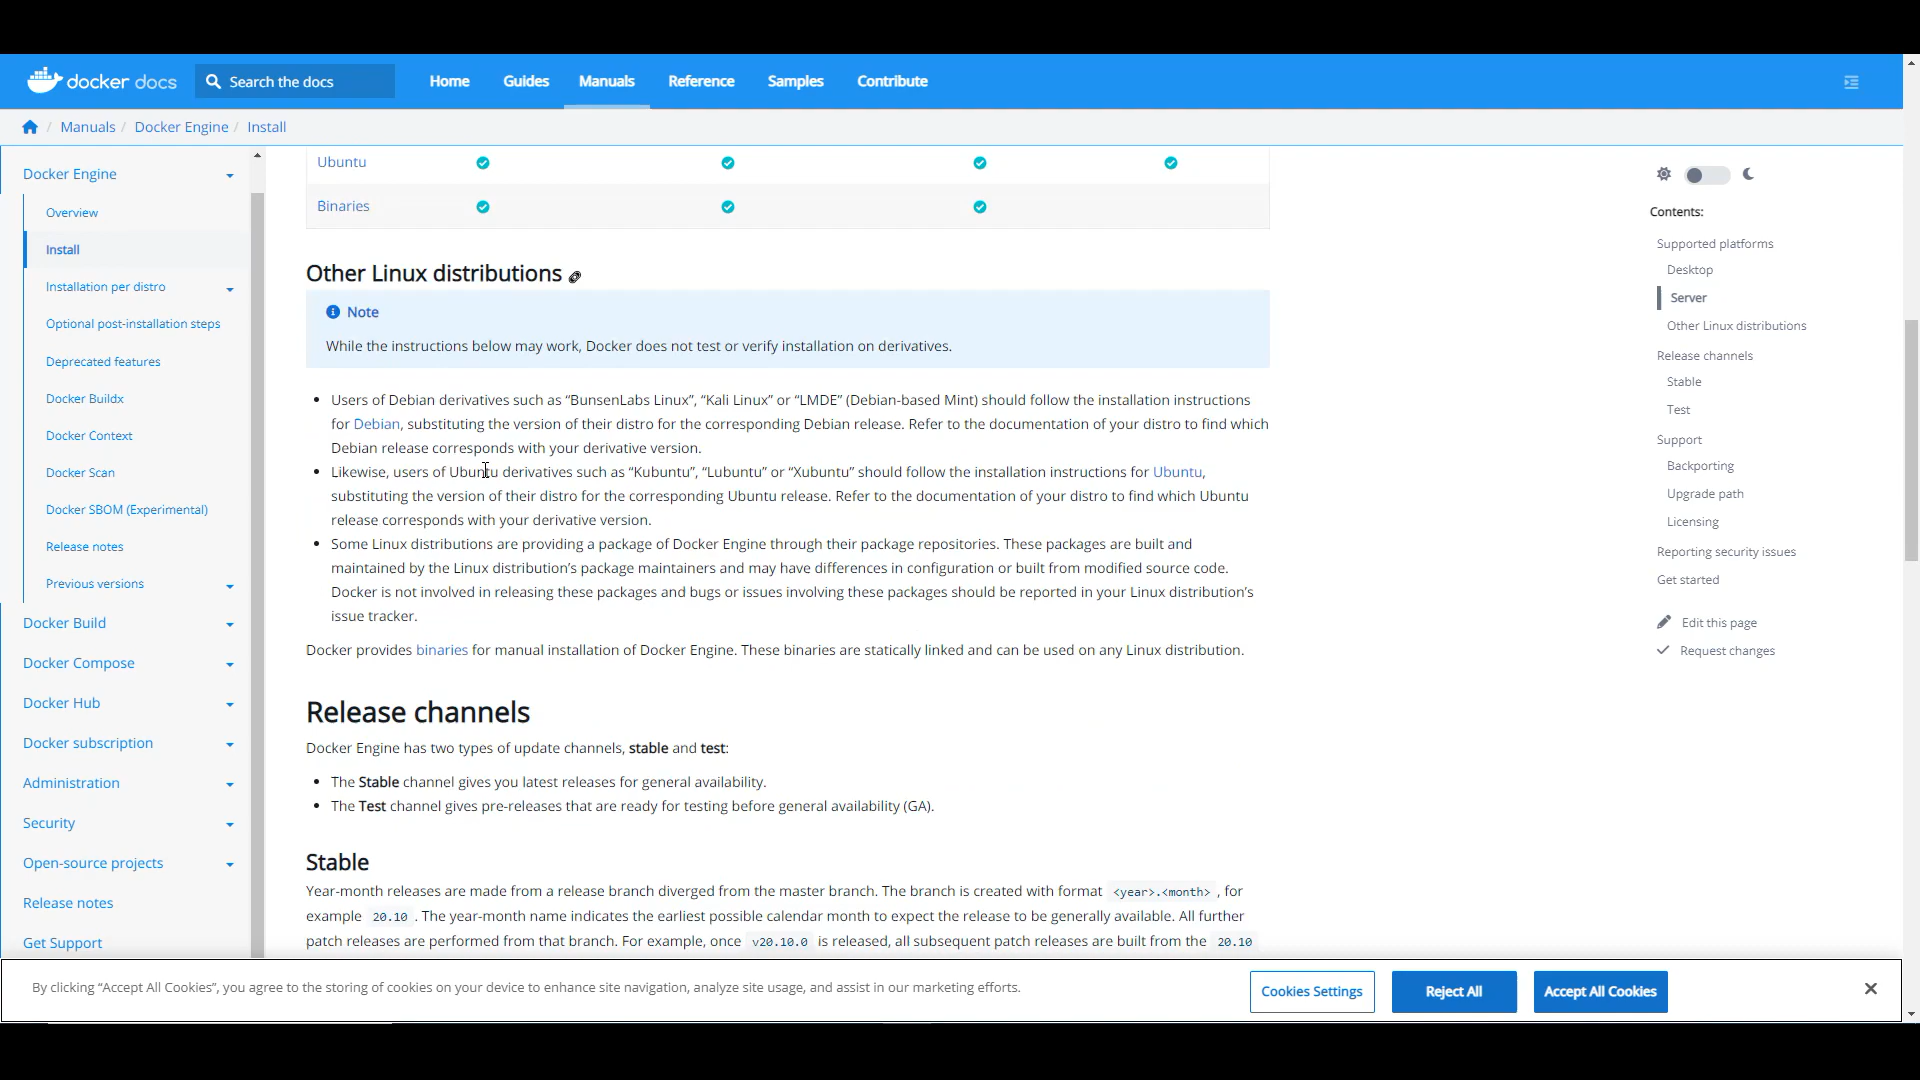 docker docs
Search the docs
Home
Guides
Manuals
Reference
Samples
Contribute
/ Manuals / Docker Engine / Install
Docker Engine
Overview
Install
Installation per distro
Optional post-installation steps
Deprecated features
Docker Buildx
Docker Context
Docker Scan
Docker SBOM (Experimental)
Release notes
Previous versions
Docker Build
Docker Compose
Docker Hub
Docker subscription
Administration
Security
Open-source projects
Release notes
Get Support
Ubuntu
Binaries
Other Linux distributions
Note
While the instructions below may work, Docker does not test or verify installation on derivatives.
• Users of Debian derivatives such as “BunsenLabs Linux”, “Kali Linux” or “LMDE” (Debian-based Mint) should follow the installation instructions
for Debian, substituting the version of their distro for the corresponding Debian release. Refer to the documentation of your distro to find which
Debian release corresponds with your derivative version.
• Likewise, users of Ubuntu derivatives such as “Kubuntu”, “Lubuntu” or “Xubuntu” should follow the installation instructions for Ubuntu,
substituting the version of their distro for the corresponding Ubuntu release. Refer to the documentation of your distro to find which Ubuntu
release corresponds with your derivative version.
• Some Linux distributions are providing a package of Docker Engine through their package repositories. These packages are built and
maintained by the Linux distribution’s package maintainers and may have differences in configuration or built from modified source code.
Docker is not involved in releasing these packages and bugs or issues involving these packages should be reported in your Linux distribution’s
issue tracker.
Docker provides binaries for manual installation of Docker Engine. These binaries are statically linked and can be used on any Linux distribution.
Release channels
Docker Engine has two types of update channels, stable and test:
• The Stable channel gives you latest releases for general availability.
• The Test channel gives pre-releases that are ready for testing before general availability (GA).
Stable
Year-month releases are made from a release branch diverged from the master branch. The branch is created with format <year>.<month> , for
example 20.10 . The year-month name indicates the earliest possible calendar month to expect the release to be generally available. All further
patch releases are performed from that branch. For example, once v20.10.0 is released, all subsequent patch releases are built from the 20.10
Contents:
Supported platforms
Desktop
Server
Other Linux distributions
Release channels
Stable
Test
Support
Backporting
Upgrade path
Licensing
Reporting security issues
Get started
Edit this page
Request changes
By clicking “Accept All Cookies”, you agree to the storing of cookies on your device to enhance site navigation, analyze site usage, and assist in our marketing efforts.
Cookies Settings
Reject All
Accept All Cookies